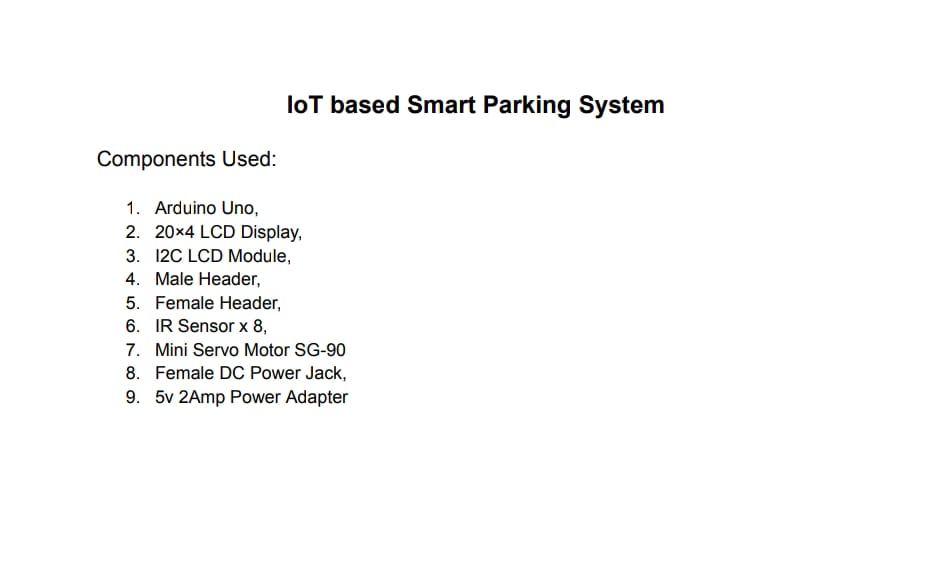 IoT based Smart Parking System
Components Used:
1. Arduino Uno,
2. 20×4 LCD Display,
3. I2C LCD Module,
4. Male Header,
5. Female Header,
6. IR Sensor x 8,
7. Mini Servo Motor SG-90
8. Female DC Power Jack,
9. 5v 2Amp Power Adapter